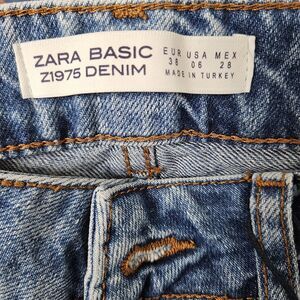 ZARA BASIC
Z1975 DENIM
EUR USA MEX
38 06 28
MADE IN TURKEY